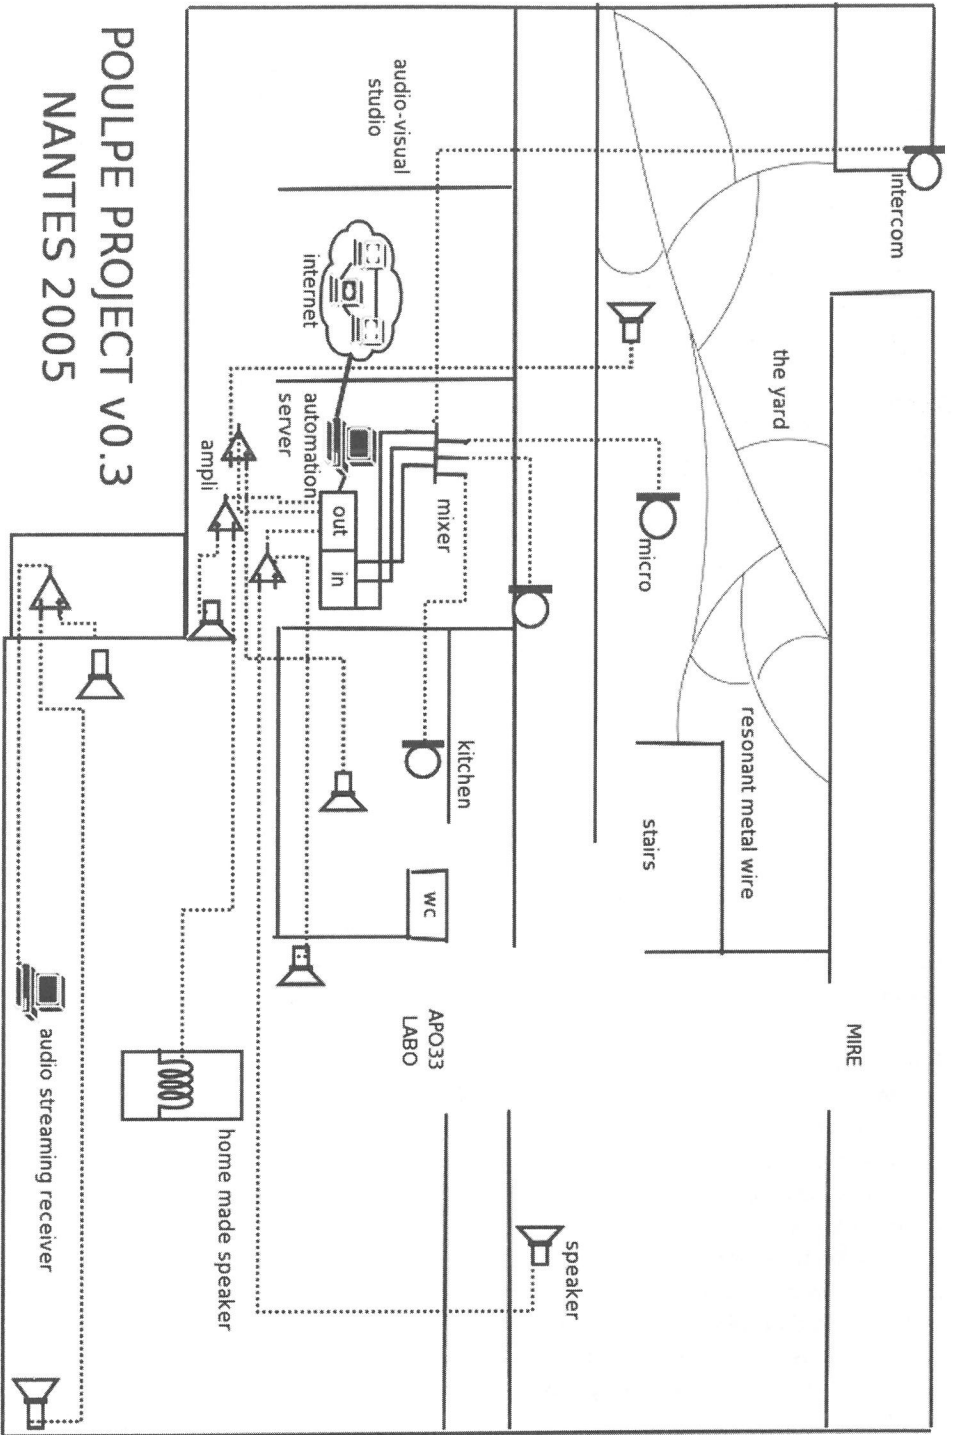 POULPE PROJECT v0.3
NANTES 2005
intercom
the yard
MIRE
resonant metal wire
stairs
micro
audio-visual
studio
internet
automation
server
mixer
out
in
ampli
kitchen
wc
APO33
LABO
speaker
home made speaker
audio streaming receiver